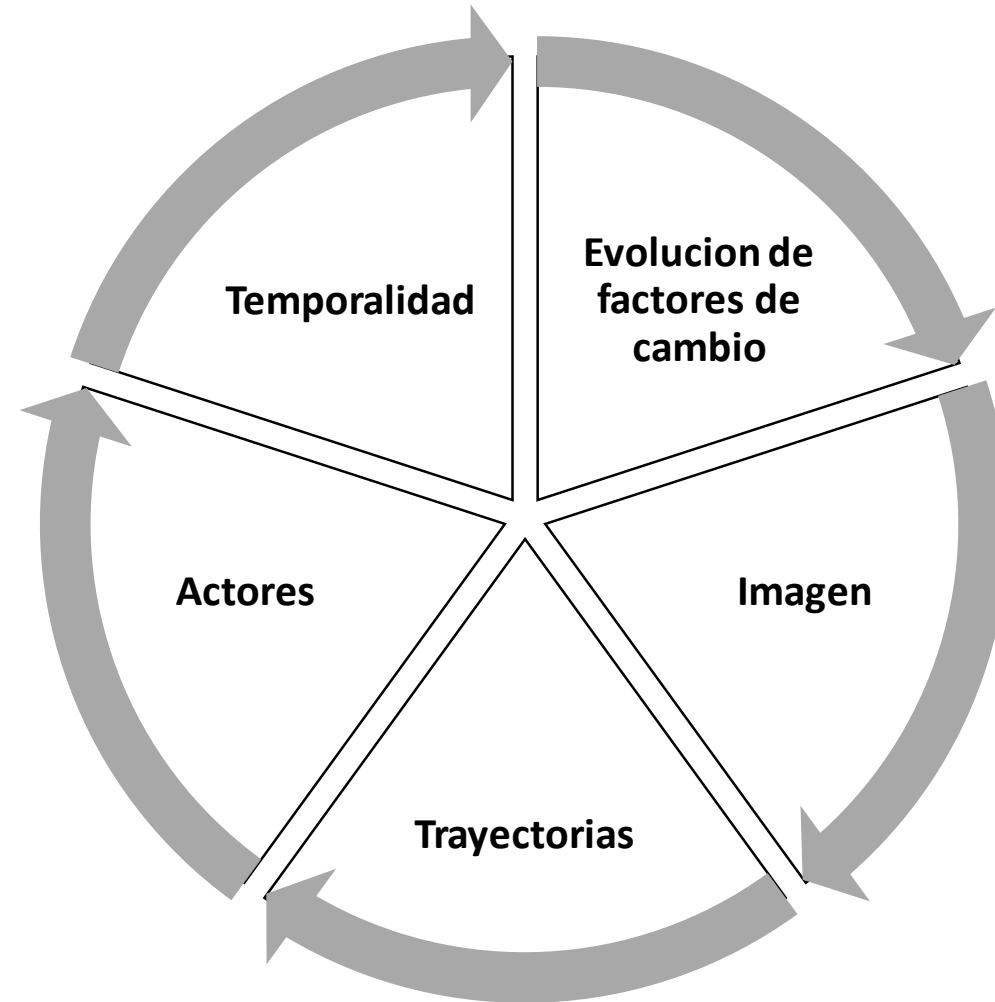 Evolucion de
factores de
cambio
Imagen
Trayectorias
Actores
Temporalidad